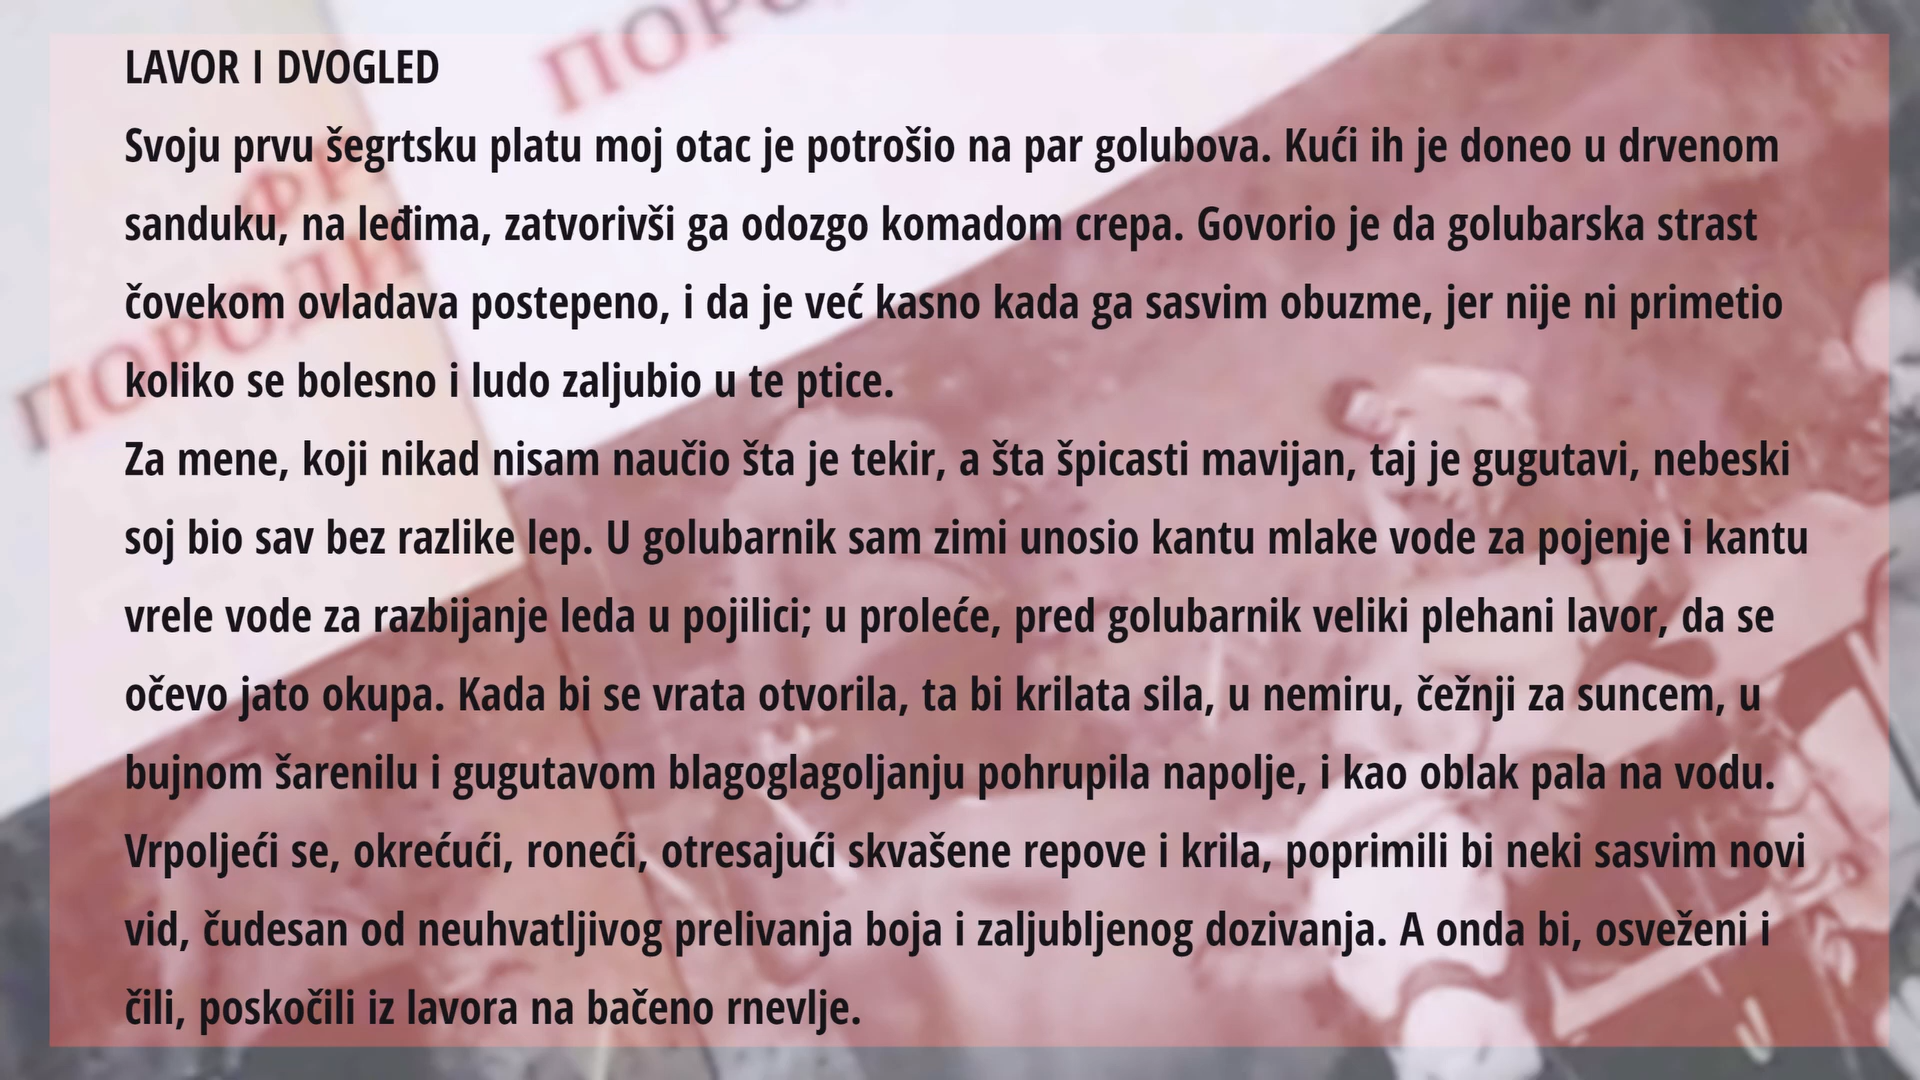 LAVOR I DVOGLED
Svoju prvu šegrtsku platu moj otac je potrošio na par golubova. Kući ih je doneo u drvenom
sanduku, na leđima, zatvorivši ga odozgo komadom crepa. Govorio je da golubarska strast
čovekom ovladava postepeno, i da je već kasno kada ga sasvim obuzme, jer nije ni primetio
koliko se bolesno i ludo zaljubio u te ptice.
Za mene, koji nikad nisam naučio šta je tekir, a šta špicasti mavijan, taj je gugutavi, nebeski
soj bio sav bez razlike lep. U golubarnik sam zimi unosio kantu mlake vode za pojenje i kantu
vrele vode za razbijanje leda u pojilici; u proleće, pred golubarnik veliki plehani lavor, da se
očevo jato okupa. Kada bi se vrata otvorila, ta bi krilata sila, u nemiru, čežnji za suncem, u
bujnom šarenilu i gugutavom blagoglagoljanju pohrupila napolje, i kao oblak pala na vodu.
Vrpoljeći se, okrećući, roneći, otresajući skvašene repove i krila, poprimili bi neki sasvim novi
vid, čudesan od neuhvatljivog prelivanja boja i zaljubljenog dozivanja. A onda bi, osveženi i
čili, poskočili iz lavora na bačeno rnevlje.
ПОРО
ПОРОДИ